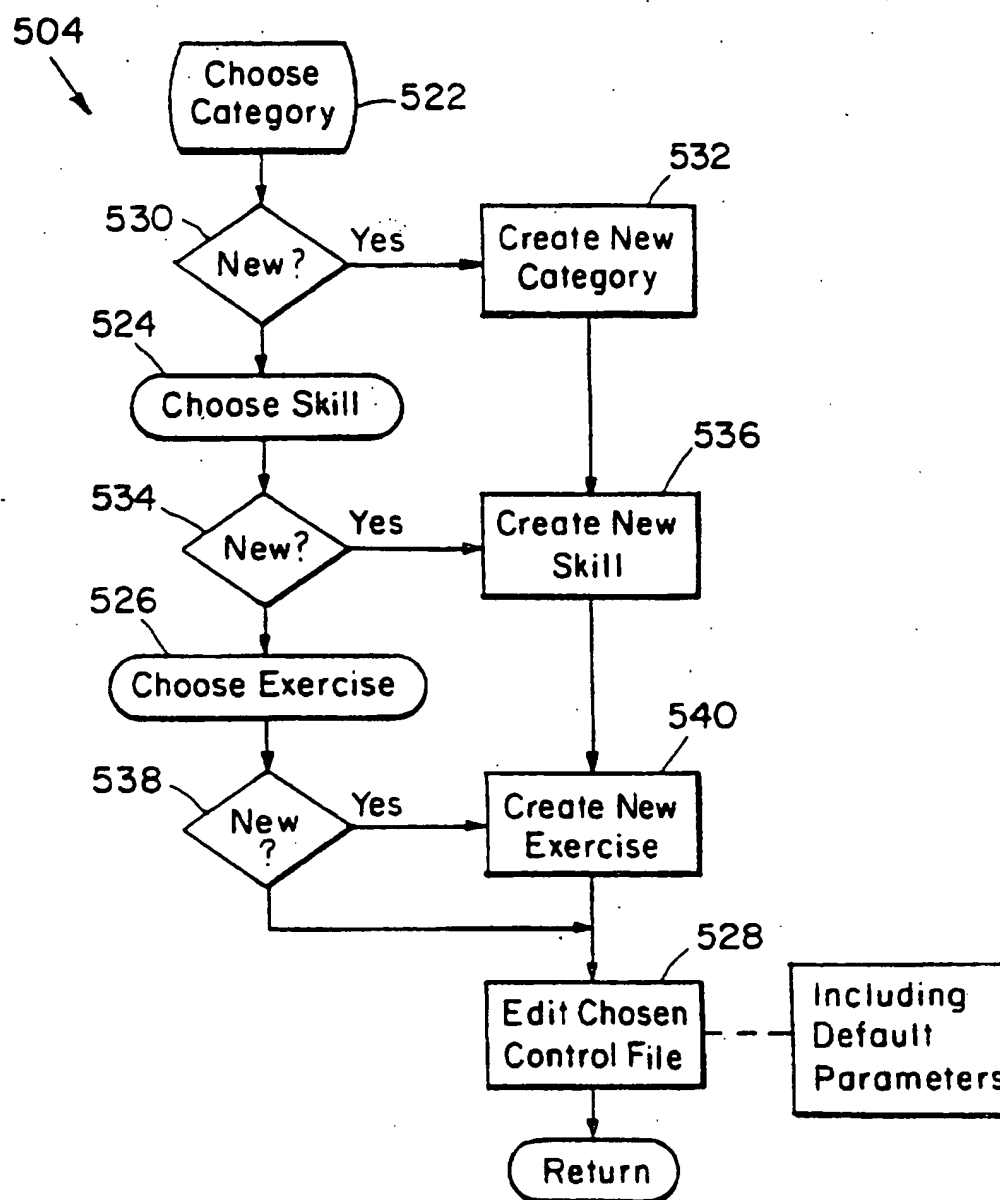 504
Choose
Category
522
530
New?
Yes
532
Create New
Category
524
Choose Skill
534
New?
Yes
536
Create New
Skill
526
Choose Exercise
538
New
?
Yes
540
Create New
Exercise
528
Edit Chosen
Control File
Including
Default
Parameters
Return